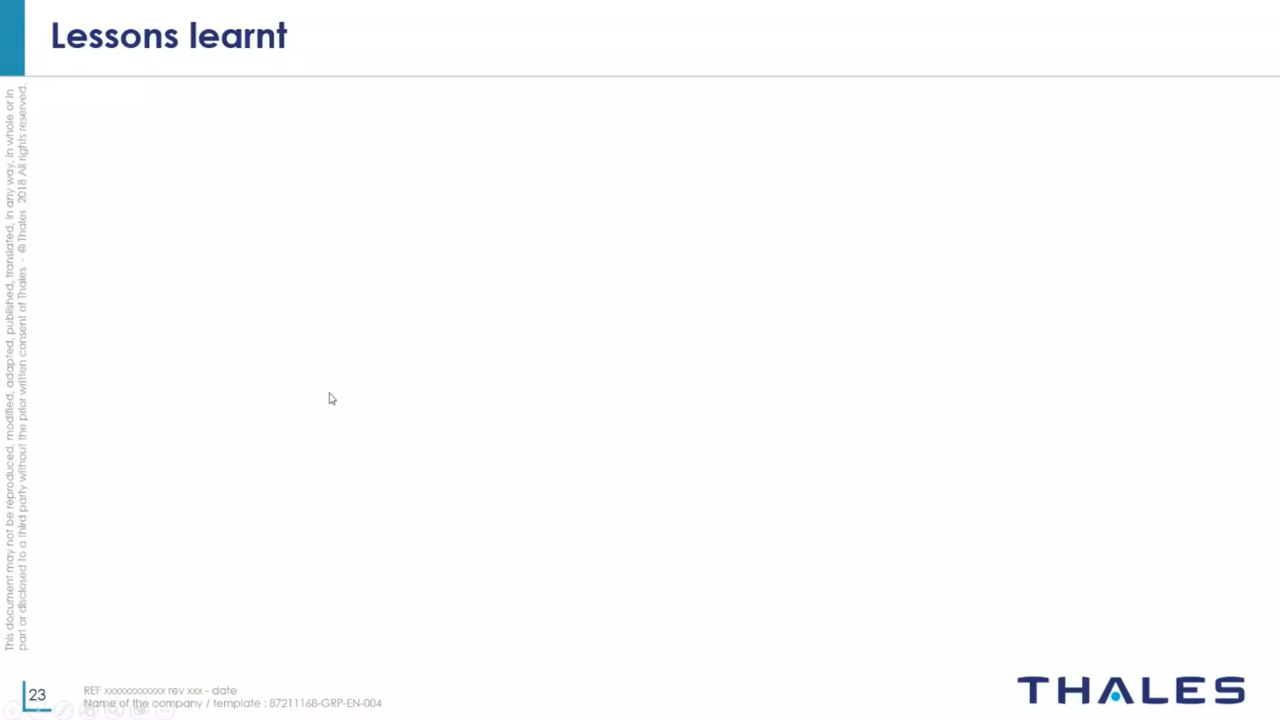 Lessons learnt
This document may not be reproduced, modified, adapted, published, translated, in any way, in whole or in
part or disclosed to a third party without the prior written consent of Thales - © Thales 2018 All rights reserved.
23
REF xxxxxxxxxxxx rev xxx - date
Name of the company / template : 87211168-GRP-EN-004
THALES